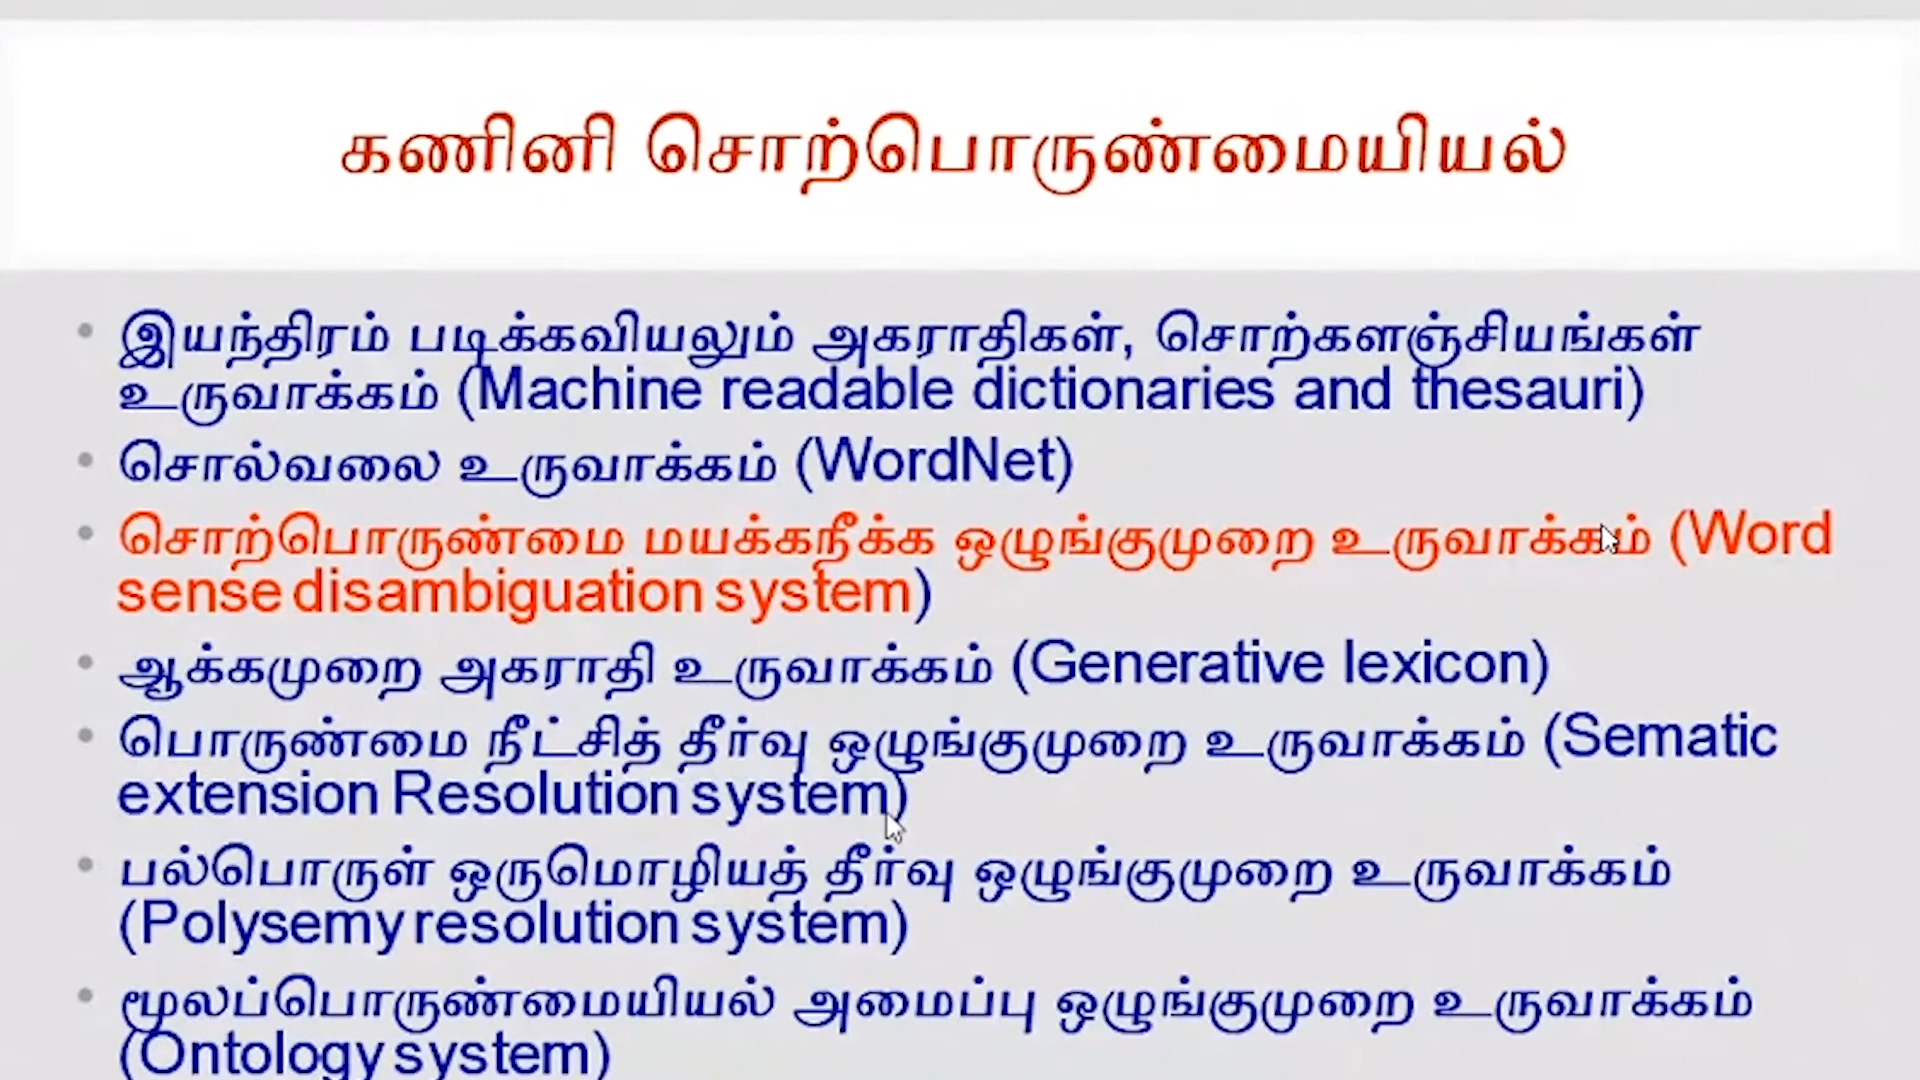 கணினி சொற்பொருண்மையியல்
• இயந்திரம் படிக்கவியலும் அகராதிகள், சொற்களஞ்சியங்கள்
உருவாக்கம் (Machine readable dictionaries and thesauri)
• சொல்வலை உருவாக்கம் (WordNet)
• சொற்பொருண்மை மயக்கநீக்க ஒழுங்குமுறை உருவாக்கம் (Word
sense disambiguation system)
• ஆக்கமுறை அகராதி உருவாக்கம் (Generative lexicon)
• பொருண்மை நீட்சித் தீர்வு ஒழுங்குமுறை உருவாக்கம் (Sematic
extension Resolution system)
• பல்பொருள் ஒருமொழியத் தீர்வு ஒழுங்குமுறை உருவாக்கம்
(Polysemy resolution system)
• மூலப்பொருண்மையியல் அமைப்பு ஒழுங்குமுறை உருவாக்கம்
(Ontology system)